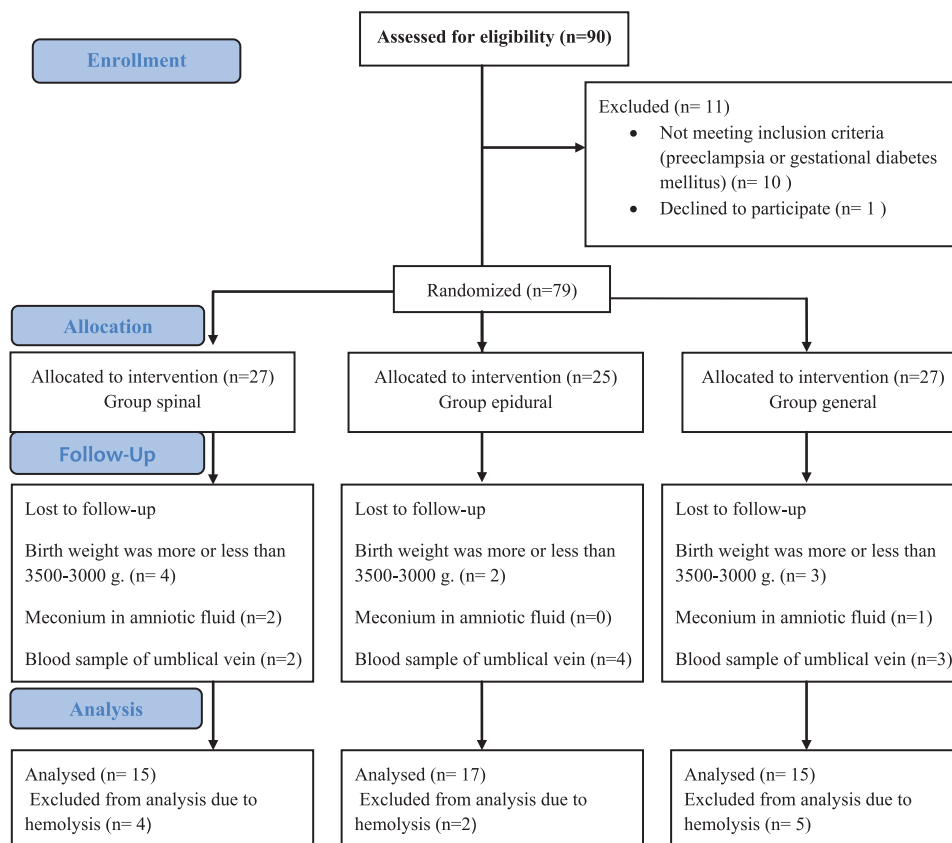 Assessed for eligibility (n=90)
Enrollment
Excluded (n= 11)
• Not meeting inclusion criteria
(preeclampsia or gestational diabetes
mellitus) (n= 10 )
• Declined to participate (n= 1 )
Randomized (n=79)
Allocation
Allocated to intervention (n=27)
Group spinal
Allocated to intervention (n=25)
Group epidural
Allocated to intervention (n=27)
Group general
Follow-Up
Lost to follow-up
Birth weight was more or less than
3500-3000 g. (n= 4)
Meconium in amniotic fluid (n=2)
Blood sample of umblical vein (n=2)
Lost to follow-up
Birth weight was more or less than
3500-3000 g. (n= 2)
Meconium in amniotic fluid (n=0)
Blood sample of umblical vein (n=4)
Lost to follow-up
Birth weight was more or less than
3500-3000 g. (n= 3)
Meconium in amniotic fluid (n=1)
Blood sample of umblical vein (n=3)
Analysis
Analysed (n= 15)
Excluded from analysis due to
hemolysis (n= 4)
Analysed (n= 17)
Excluded from analysis due to
hemolysis (n=2)
Analysed (n= 15)
Excluded from analysis due to
hemolysis (n= 5)